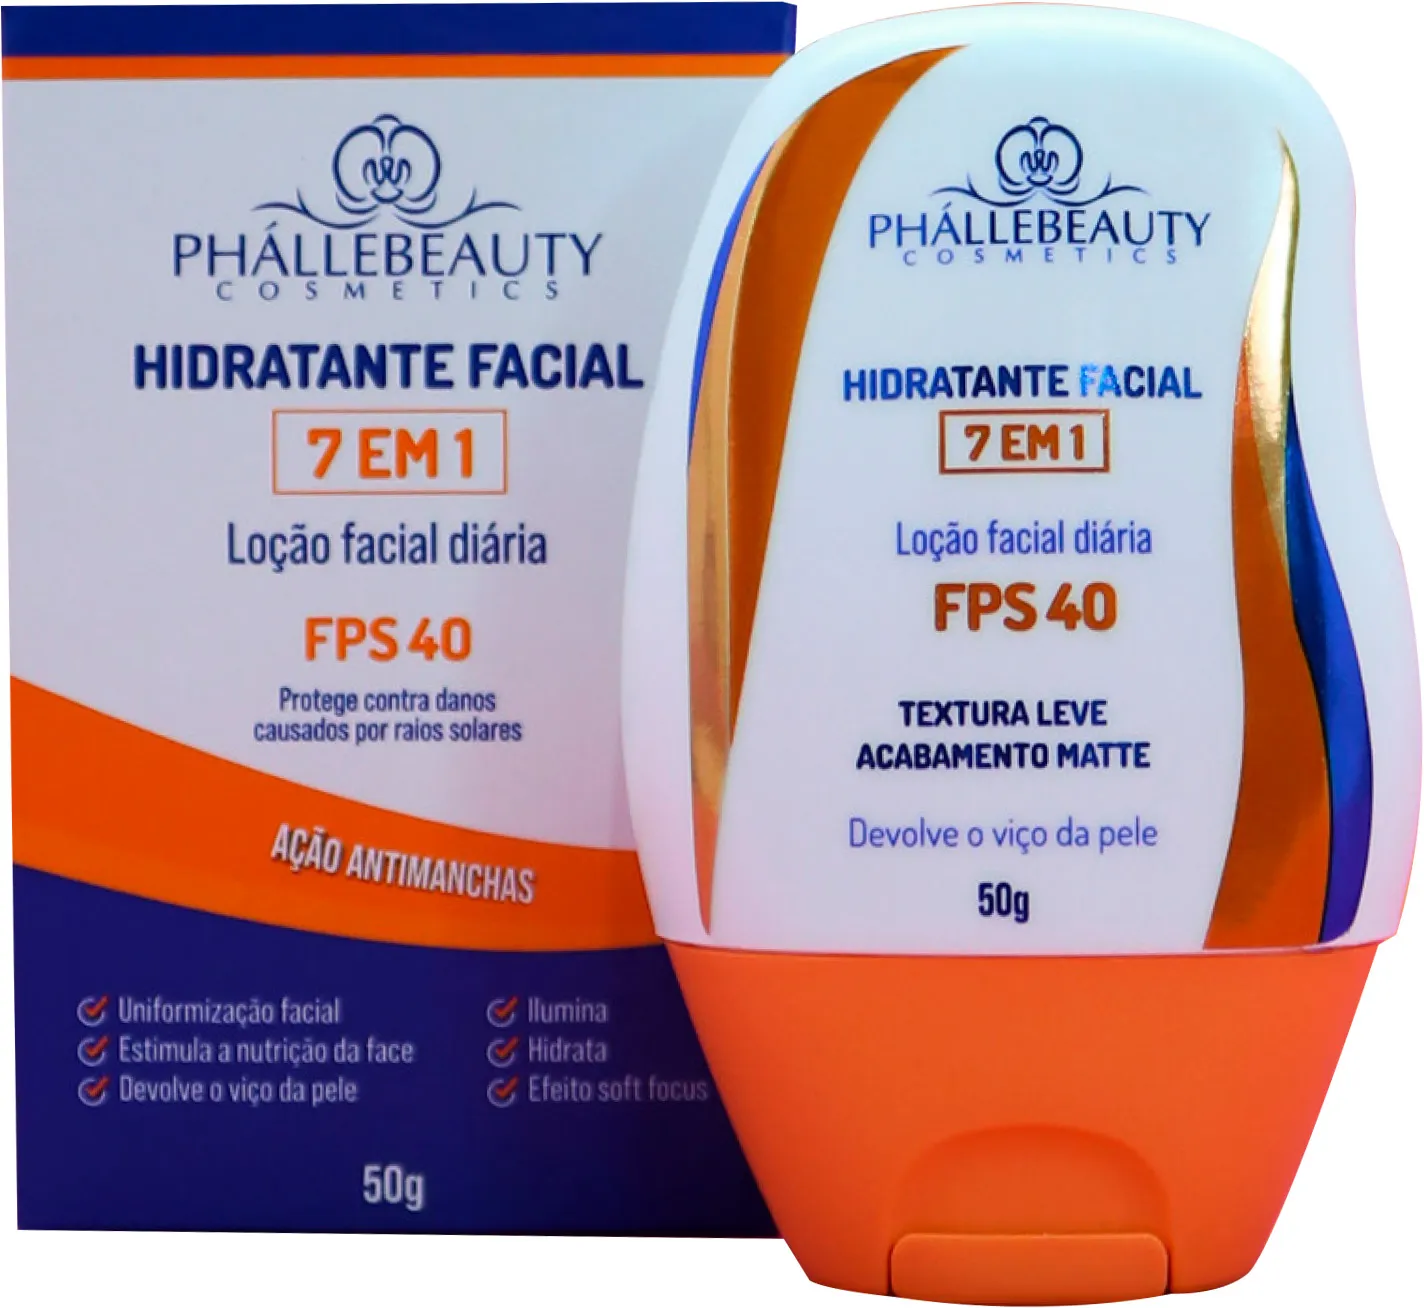 PHÁLLEBEAUTY
COSMETICS
HIDRATANTE FACIAL
7 EM 1
Loção facial diária
FPS 40
Protege contra danos
causados por raios solares
AÇÃO ANTIMANCHAS
Uniformização facial
Estimula a nutrição da face
Devolve o viço da pele
Ilumina
Hidrata
Efeito soft focus
50g
PHÁLLEBEAUTY
COSMETICS
HIDRATANTE FACIAL
7 EM 1
Loção facial diária
FPS 40
TEXTURA LEVE
ACABAMENTO MATTE
Devolve o viço da pele
50g